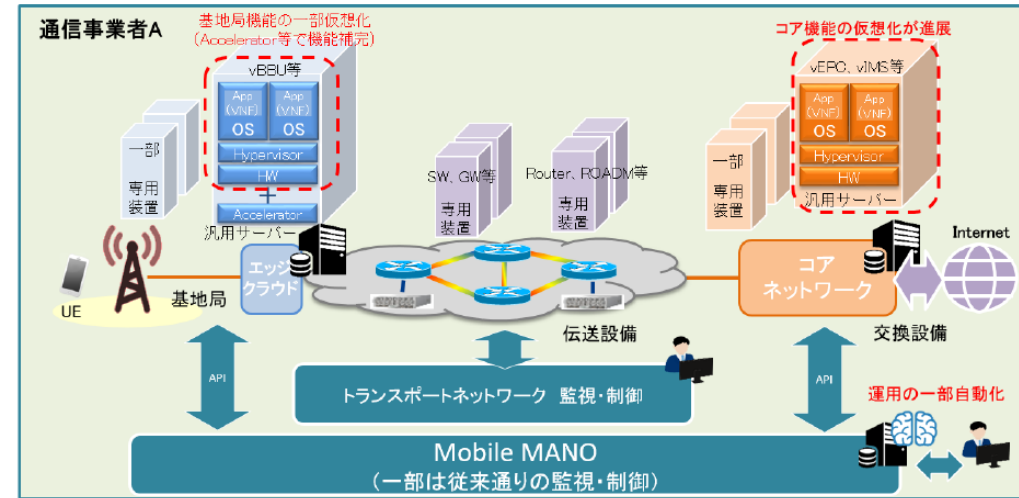 通信事業者A
基地局機能の一部仮想化
(Accelerator等で機能補完)
コア機能の仮想化が進展
vBBU等
App
(VNF)
OS
App
(VNF)
OS
Hypervisor
HW
+
Accelerator
汎用サーバー
一部
専用
装置
SW、GW等
専用
装置
Router、ROADM等
専用
装置
一部
専用
装置
vEPC、vIMS等
App
(VNF)
OS
App
(VNF)
OS
Hypervisor
HW
汎用サーバー
UE
基地局
エッジ
クラウド
伝送設備
コア
ネットワーク
Internet
交換設備
API
トランスポートネットワーク 監視・制御
API
運用の一部自動化
Mobile MANO
(一部は従来通りの監視・制御)